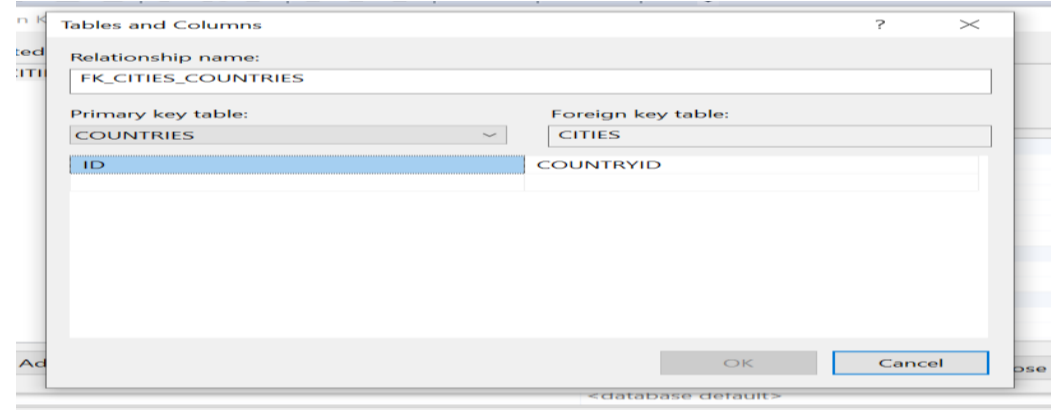 Tables and Columns ?
Relationship name:
FK_CITIES_COUNTRIES
Primary key table: Foreign key table:
COUNTRIES CITIES
ID COUNTRYID
OK Cancel
<database default>